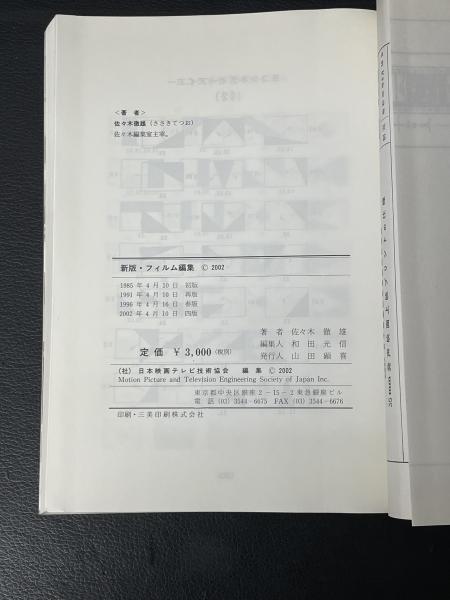 <著 者>
佐々木徹雄(ささきてつお)
佐々木編集室主宰。
新版・フィルム編集 © 2002
1985 年 4 月 10 日 初版
1991 年 4 月 10 日 再版
1996 年 4 月 16 日 参版
2002 年 4 月 10 日 四版
著 者 佐々木 徹 雄
編集人 和 田 光 信
定 価 ¥ 3,000 (税別) 発行人 山 田 顕 喜
(社) 日本映画テレビ技術協会 編 集 © 2002
Motion Picture and Television Engineering Society of Japan Inc.
東京都中央区銀座 2 - 15 - 2 東急銀座ビル
電 話 (03) 3544-6675 FAX (03) 3544-6676
印刷・三美印刷株式会社